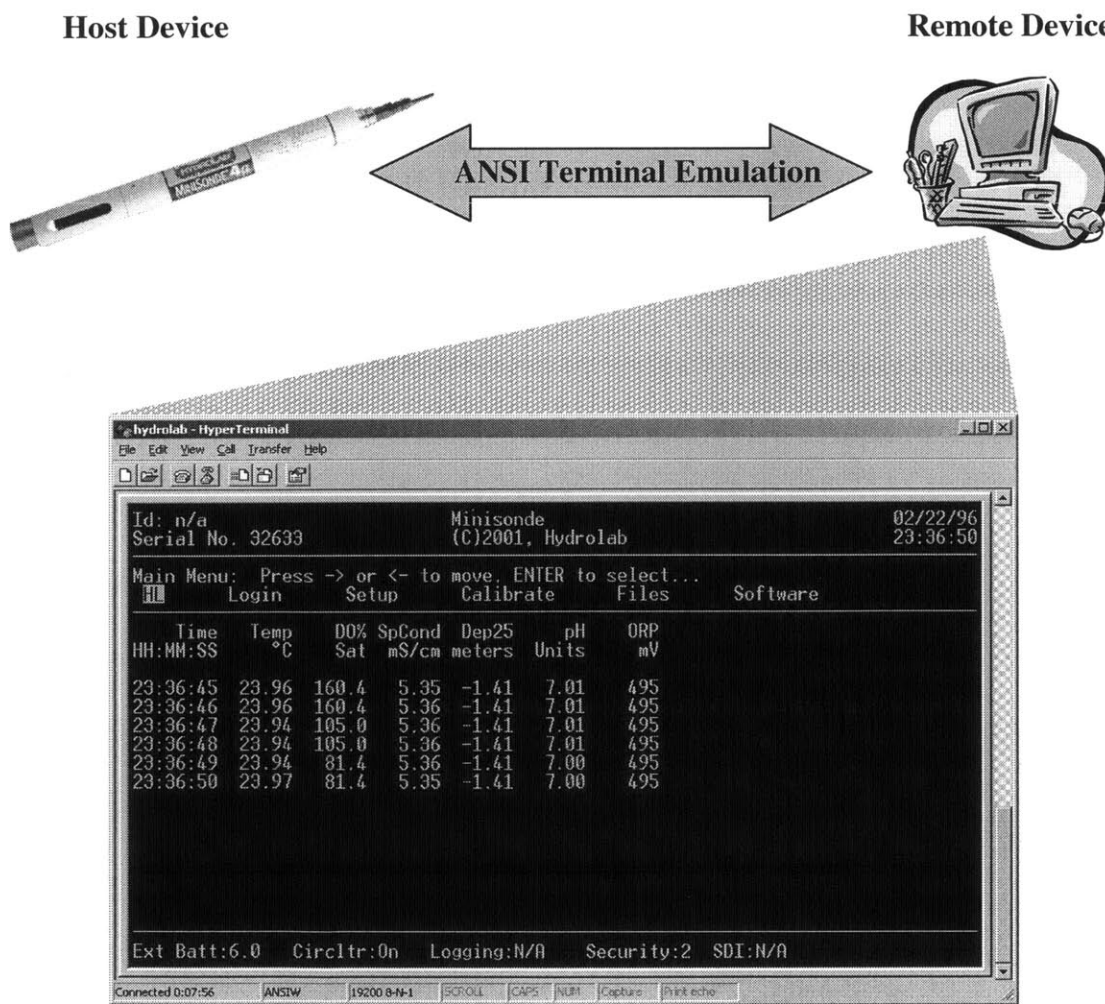 Host Device
Remote Device
HYDROLAB
MINISONDE 4a
ANSI Terminal Emulation
hydrolab - HyperTerminal
File Edit View Call Transfer Help
Id: n/a Minisonde 02/22/96
Serial No. 32633 (C)2001, Hydrolab 23:36:50
Main Menu: Press -> or <- to move, ENTER to select...
HL Login Setup Calibrate Files Software
Time Temp DO% SpCond Dep25 pH ORP
HH:MM:SS °C Sat mS/cm meters Units mV
23:36:45 23.96 160.4 5.35 -1.41 7.01 495
23:36:46 23.96 160.4 5.36 -1.41 7.01 495
23:36:47 23.94 105.0 5.36 -1.41 7.01 495
23:36:48 23.94 105.0 5.36 -1.41 7.01 495
23:36:49 23.94 81.4 5.36 -1.41 7.00 495
23:36:50 23.97 81.4 5.35 -1.41 7.00 495
Ext Batt:6.0 Circltr:On Logging:N/A Security:2 SDI:N/A
Connected 0:07:56 ANSIW 19200 8-N-1 SCROLL CAPS NUM Capture Print echo